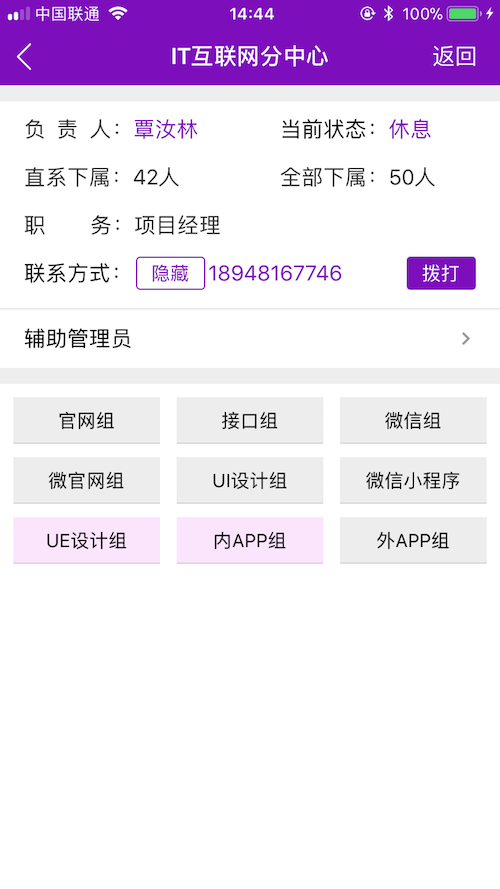 中国联通 14:44 100%
IT互联网分中心 返回
负责人：覃汝林 当前状态：休息
直系下属：42人 全部下属：50人
职务：项目经理
联系方式：隐藏 18948167746 拨打
辅助管理员
官网组 接口组 微信组
微官网组 UI设计组 微信小程序
UE设计组 内APP组 外APP组